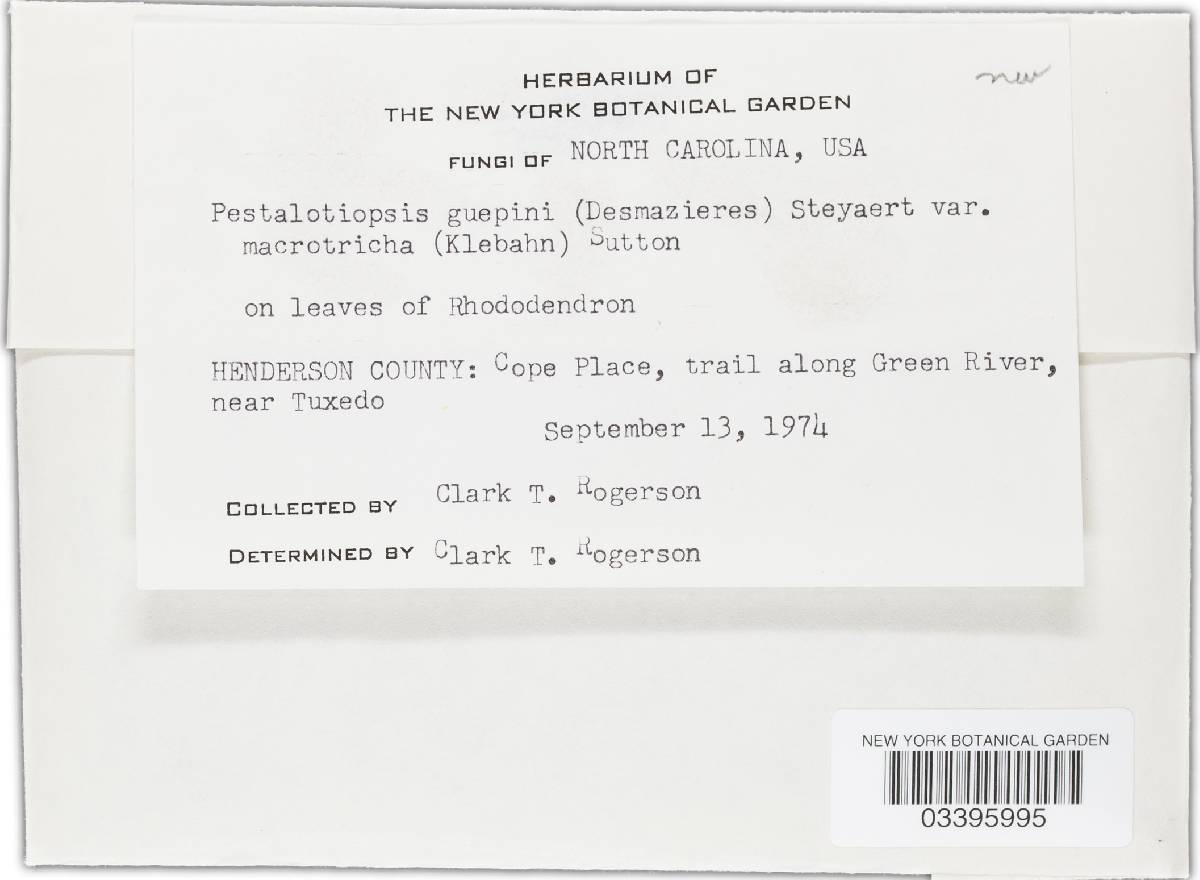 HERBARIUM OF
THE NEW YORK BOTANICAL GARDEN
new
FUNGI OF NORTH CAROLINA, USA
Pestalotiopsis guepini (Desmazieres) Steyaert var.
macrotricha (Klebahn) Sutton
on leaves of Rhododendron
HENDERSON COUNTY: Cope Place, trail along Green River,
near Tuxedo
September 13, 1974
COLLECTED BY Clark T. Rogerson
DETERMINED BY Clark T. Rogerson
NEW YORK BOTANICAL GARDEN
03395995